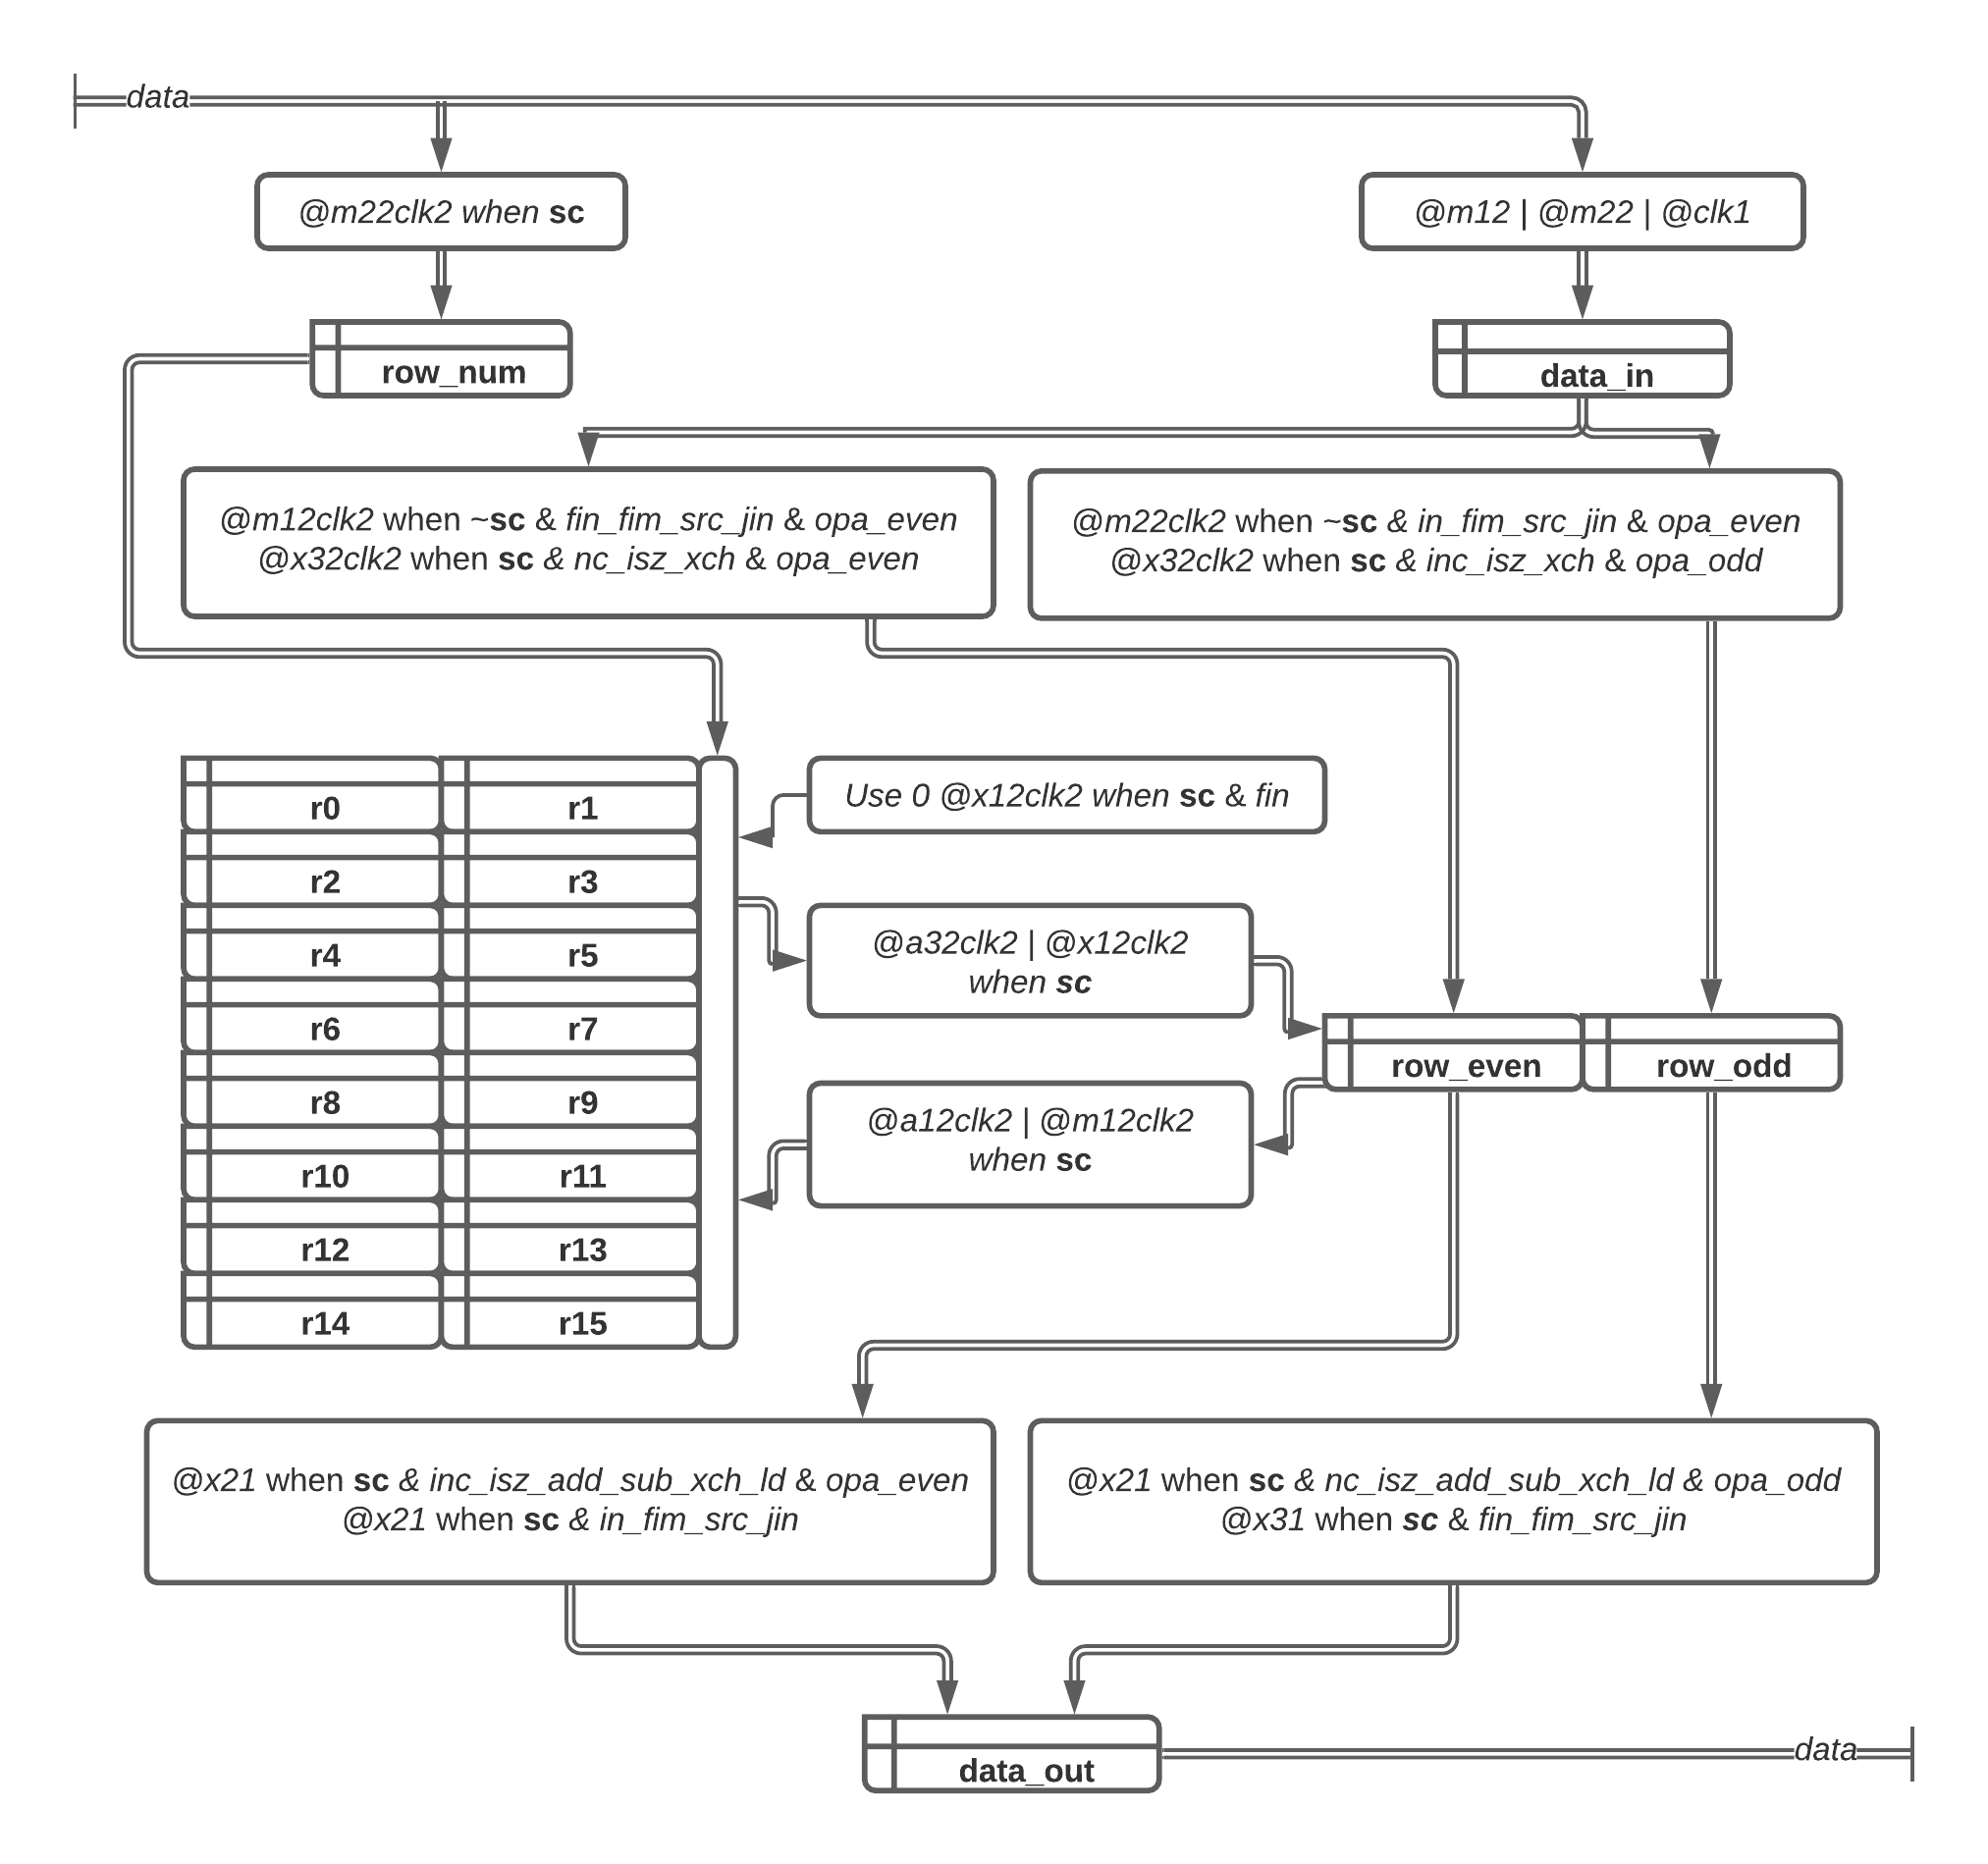 data
@m22clk2 when sc
@m12 | @m22 | @clk1
row_num
data_in
@m12clk2 when ~sc & fin_fim_src_jin & opa_even
@x32clk2 when sc & nc_isz_xch & opa_even
@m22clk2 when ~sc & in_fim_src_jin & opa_even
@x32clk2 when sc & inc_isz_xch & opa_odd
r0
r1
Use 0 @x12clk2 when sc & fin
r2
r3
r4
r5
@a32clk2 | @x12clk2
when sc
r6
r7
row_even
row_odd
r8
r9
@a12clk2 | @m12clk2
when sc
r10
r11
r12
r13
r14
r15
@x21 when sc & inc_isz_add_sub_xch_ld & opa_even
@x21 when sc & in_fim_src_jin
@x21 when sc & nc_isz_add_sub_xch_ld & opa_odd
@x31 when sc & fin_fim_src_jin
data_out
data